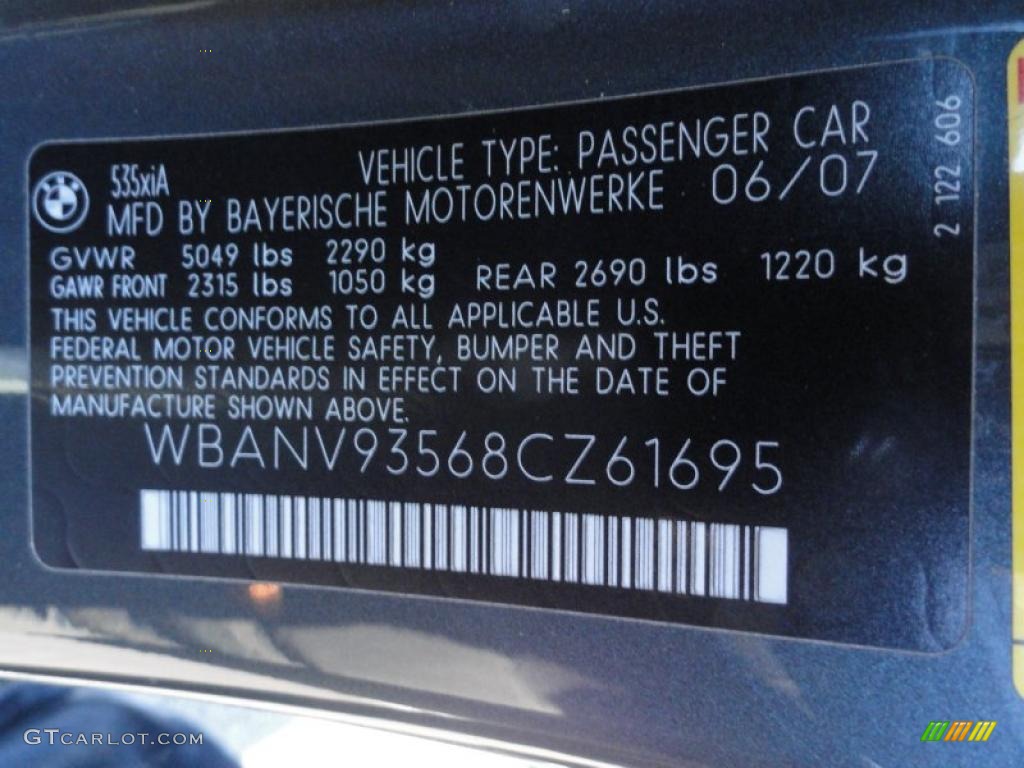 535xiA
VEHICLE TYPE: PASSENGER CAR
MFD BY BAYERISCHE MOTORENWERKE 06/07
GVWR 5049 lbs 2290 kg
GAWR FRONT 2315 lbs 1050 kg REAR 2690 lbs 1220 kg
THIS VEHICLE CONFORMS TO ALL APPLICABLE U.S.
FEDERAL MOTOR VEHICLE SAFETY, BUMPER AND THEFT
PREVENTION STANDARDS IN EFFECT ON THE DATE OF
MANUFACTURE SHOWN ABOVE.
WBANV93568CZ61695
2 122 606
GTCARLOT.COM